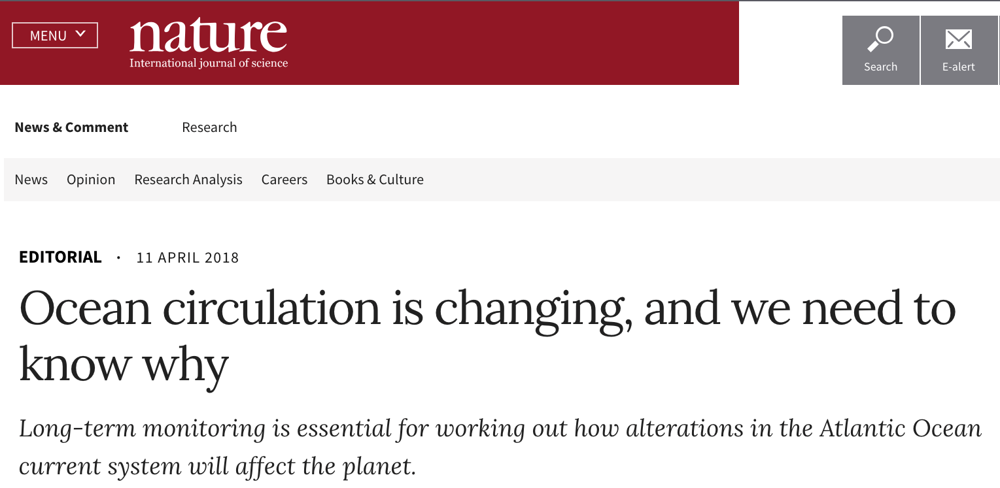 MENU
nature
International journal of science
Search
E-alert
News & Comment
Research
News Opinion Research Analysis Careers Books & Culture
EDITORIAL · 11 APRIL 2018
Ocean circulation is changing, and we need to
know why
Long-term monitoring is essential for working out how alterations in the Atlantic Ocean
current system will affect the planet.